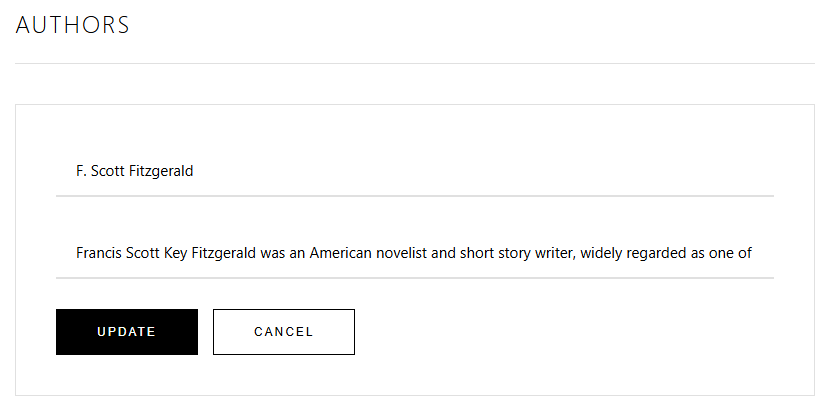 AUTHORS
F. Scott Fitzgerald
Francis Scott Key Fitzgerald was an American novelist and short story writer, widely regarded as one of
UPDATE
CANCEL